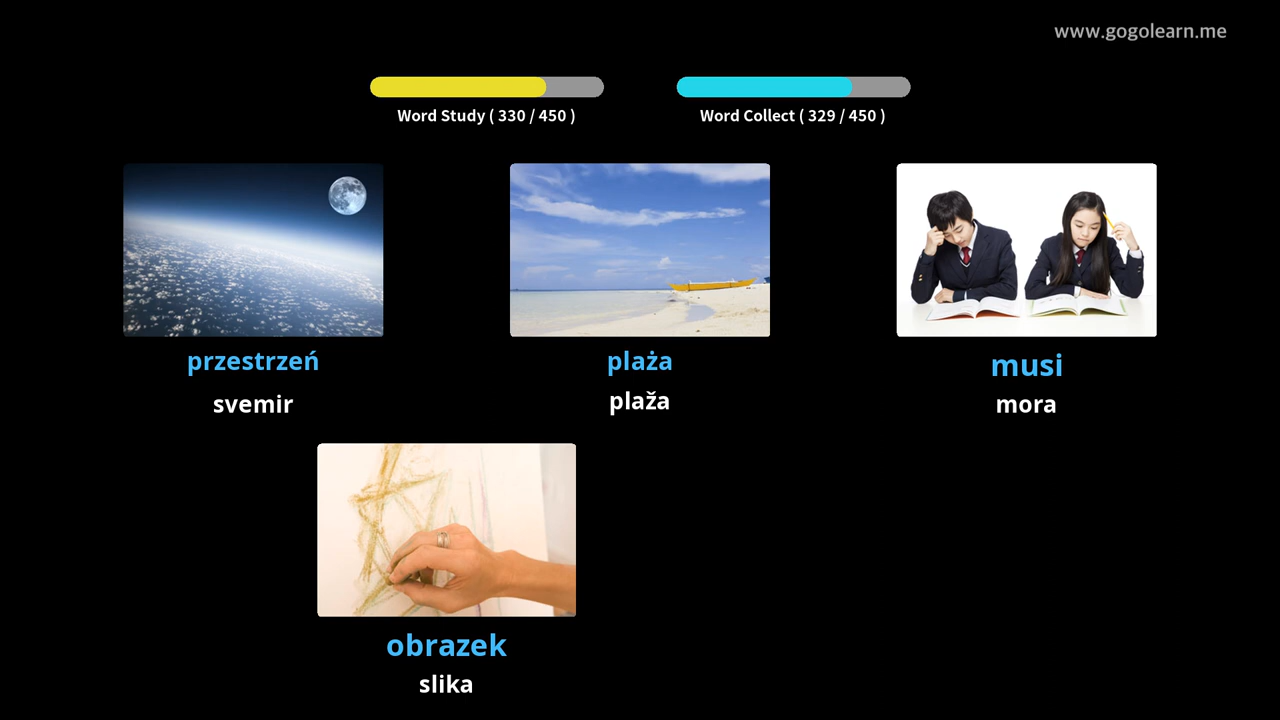 www.gogolearn.me
Word Study ( 330 / 450 )
Word Collect ( 329 / 450 )
przestrzeń
svemir
plaża
plaža
musi
mora
obrazek
slika